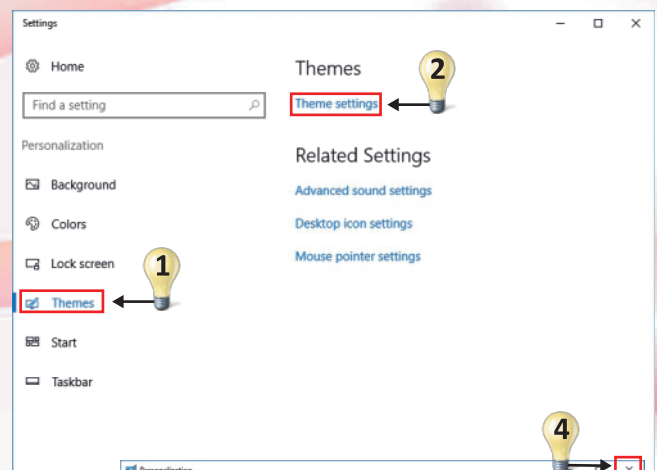 Settings
Home
Find a setting
Personalization
Background
Colors
Lock screen
Themes
Start
Taskbar
Themes
Theme settings
Related Settings
Advanced sound settings
Desktop icon settings
Mouse pointer settings
1
2
4
Personalization